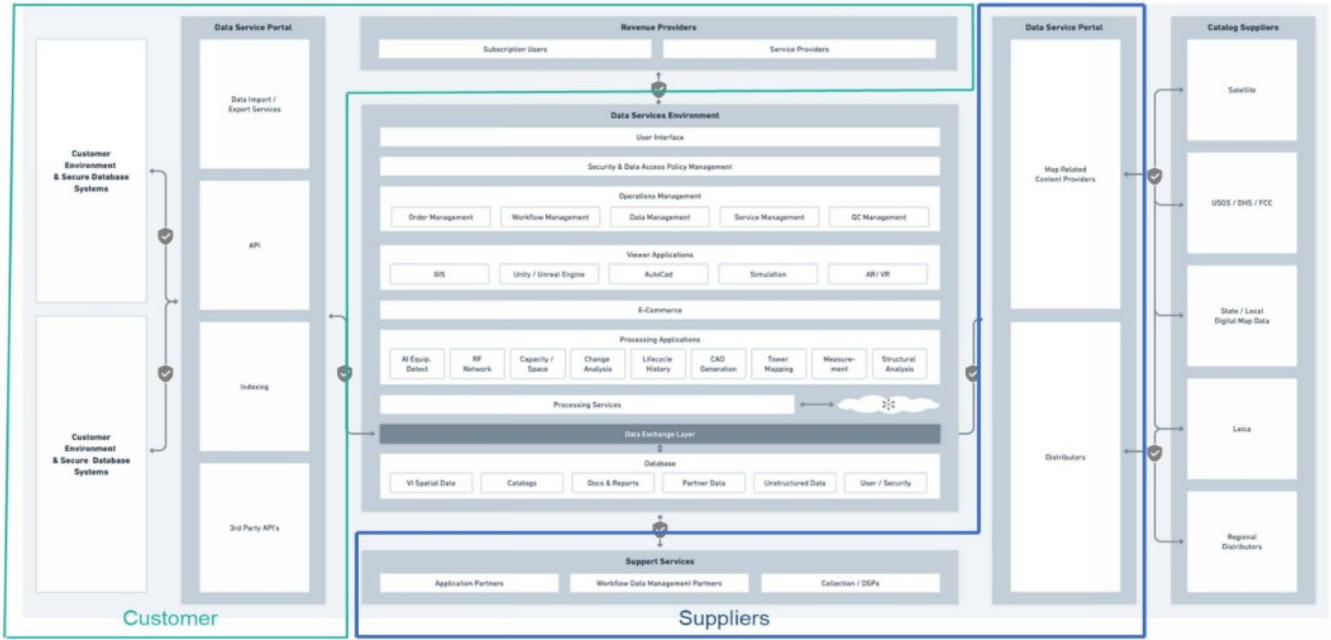 Data Service Portal
Customer
Environment
& Secure Database
Systems
Customer
Environment
& Secure Database
Systems
Data Import /
Export Services
API
Indexing
3rd Party API's
Customer
Revenue Providers
Subscription Users
Service Providers
Data Services Environment
User Interface
Security & Data Access Policy Management
Operations Management
Order Management
Workflow Management
Data Management
Service Management
QC Management
Viewer Applications
GIS
Unity / Unreal Engine
AutoCad
Simulation
AR/ VR
E-Commerce
Processing Applications
AI Equip.
Detect
RF
Network
Capacity /
Space
Change
Analysis
Lifecycle
History
CAD
Generation
Tower
Mapping
Measure-
ment
Structural
Analysis
Processing Services
Data Exchange Layer
Database
VI Spatial Data
Catalogs
Docs & Reports
Partner Data
Unstructured Data
User / Security
Support Services
Application Partners
Workflow Data Management Partners
Collection / DSPs
Suppliers
Data Service Portal
Map Related
Content Providers
Distributors
Catalog Suppliers
Satellite
USGS / DHS / FCC
State / Local
Digital Map Data
Leica
Regional
Distributors